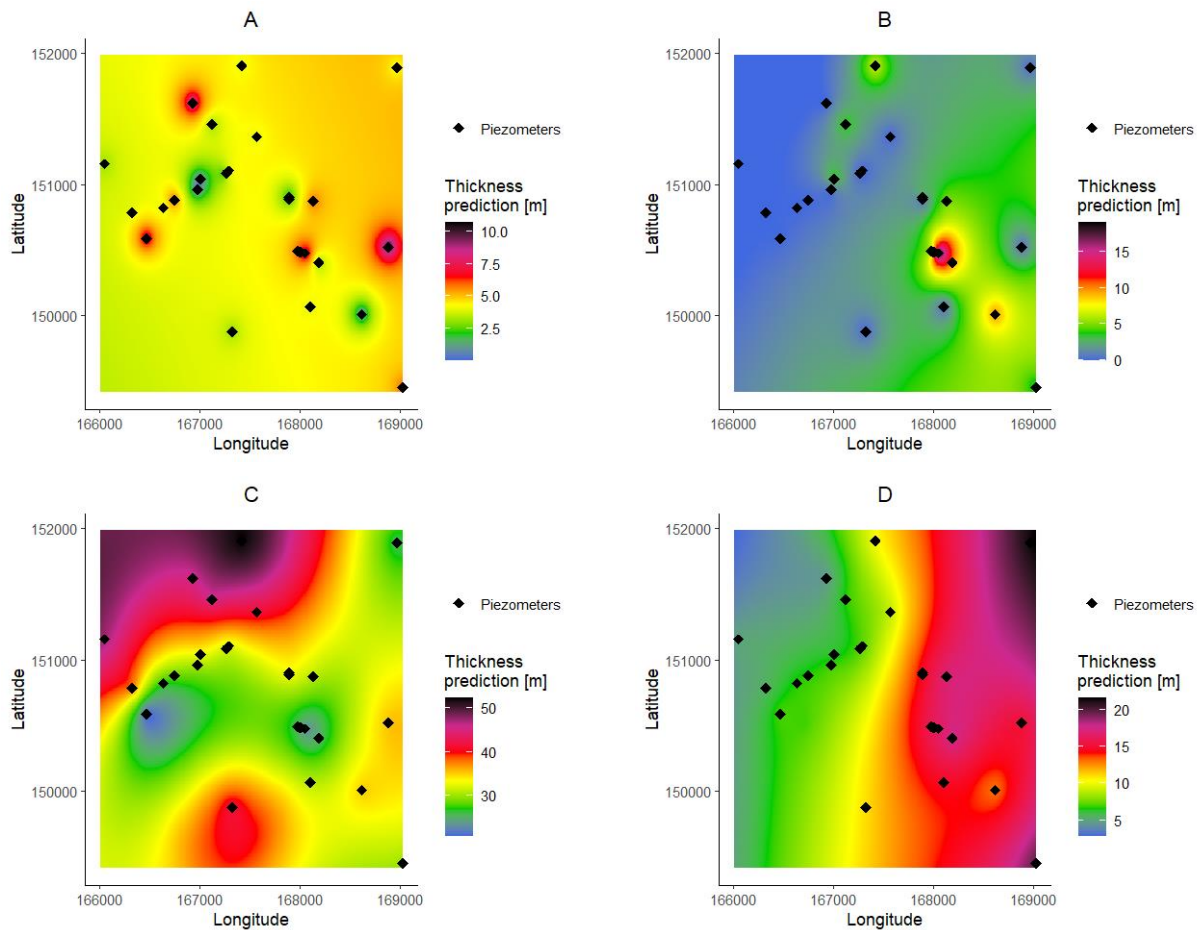 A
152000
151000
150000
Latitude
166000 167000 168000 169000
Longitude
Piezometers
Thickness
prediction [m]
10.0
7.5
5.0
2.5
B
152000
151000
150000
Latitude
166000 167000 168000 169000
Longitude
Piezometers
Thickness
prediction [m]
15
10
5
0
C
152000
151000
150000
Latitude
166000 167000 168000 169000
Longitude
Piezometers
Thickness
prediction [m]
50
40
30
D
152000
151000
150000
Latitude
166000 167000 168000 169000
Longitude
Piezometers
Thickness
prediction [m]
20
15
10
5